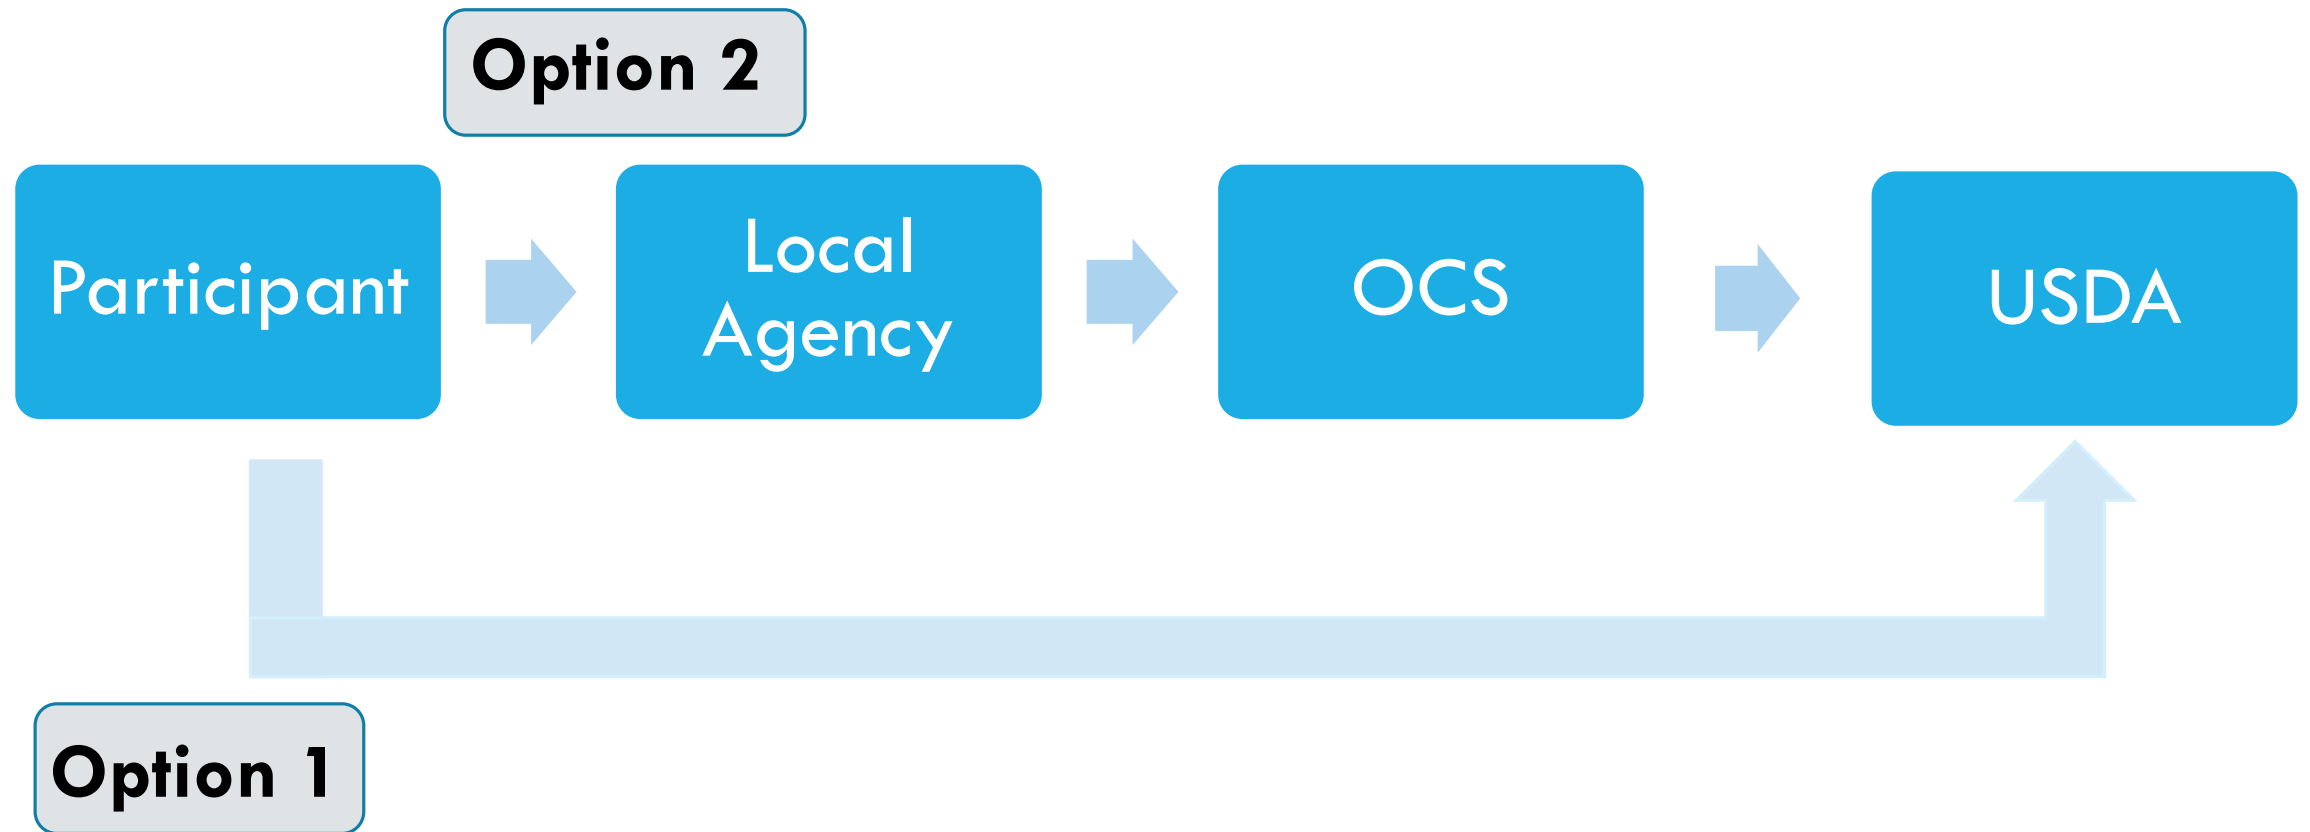 Option 2
Participant
Local
Agency
OCS
USDA
Option 1